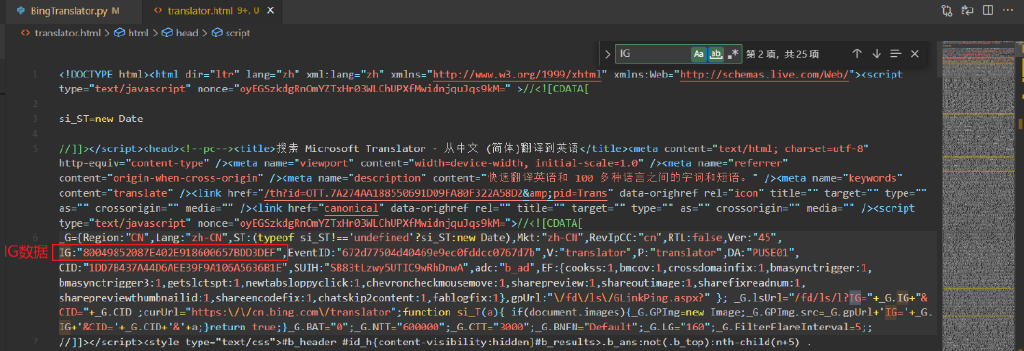 BingTranslator.py M
translator.html 9+, U
translator.html > html > head > script
IG
Aa
ab
第 2 项, 共 25 项
<!DOCTYPE html><html dir="ltr" lang="zh" xml:lang="zh" xmlns="http://www.w3.org/1999/xhtml" xmlns:Web="http://schemas.live.com/Web/"><script
type="text/javascript" nonce="oyEGSzkdgRnOmYZTxHr03WLChUPXfMwidnjquJqs9kM=" >//<![CDATA[
si_ST=new Date
//]]></script><head><!--pc--><title>搜索 Microsoft Translator - 从中文 (简体)翻译到英语</title><meta content="text/html; charset=utf-8"
http-equiv="content-type" /><meta name="viewport" content="width=device-width, initial-scale=1.0" /><meta name="referrer"
content="origin-when-cross-origin" /><meta name="description" content="快速翻译英语和 100 多种语言之间的字词和短语。" /><meta name="keywords"
content="translate" /><link href="/th?id=OTT.7A274AA188550691D09FA80F322A58D2&amp;pid=Trans" data-orighref rel="icon" title="" target="" type=""
as="" crossorigin="" media="" /><link href="canonical" data-orighref rel="" title="" target="" type="" as="" crossorigin="" media="" /><script
type="text/javascript" nonce="oyEGSzkdgRnOmYZTxHr03WLChUPXfMwidnjquJqs9kM=">//<![CDATA[
_G={Region:"CN",Lang:"zh-CN",ST:(typeof si_ST!=='undefined'?si_ST:new Date),Mkt:"zh-CN",RevIpCC:"cn",RTL:false,Ver:"45",
IG数据
IG:"80049852087E402E918600657BDD3DEF",EventID:"672d77504d40469e9ec0fddcc0767d7b",V:"translator",P:"translator",DA:"PUSE01",
CID:"1DD7B437A44D6AEE39F9A106A5636B1E",SUIH:"S83tLzwy5UTIC9wRhDnwA",adc:"b_ad",EF:{cookss:1,bmcov:1,crossdomainfix:1,bmasynctrigger:1,
bmasynctrigger3:1,getslctspt:1,newtabsloppyclick:1,chevroncheckmousemove:1,sharepreview:1,shareoutimage:1,sharefixreadnum:1,
sharepreviewthumbnailid:1,shareencodefix:1,chatskip2content:1,fablogfix:1},gpUrl:"\/fd\/ls\/GLinkPing.aspx?" }; _G.lsUrl="/fd/ls/l?IG="+_G.IG+"&
CID="+_G.CID ;curUrl="https:\/\/cn.bing.com\/translator";function si_T(a){ if(document.images){_G.GPImg=new Image;_G.GPImg.src=_G.gpUrl+'IG='+_G.
IG+'&CID='+_G.CID+'&'+a;}return true;}_G.BAT="0";_G.NTT="600000";_G.CTT="3000";_G.BNFN="Default";_G.LG="160";_G.FilterFlareInterval=5;;
//]]></script><style type="text/css">#b_header #id_h{content-visibility:hidden}#b_results>.b_ans:not(.b_top):nth-child(n+5) .